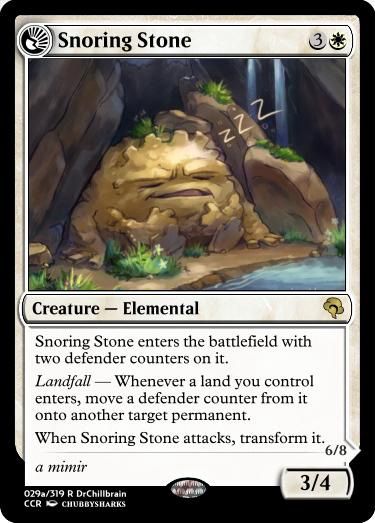 Snoring Stone 3
z z z
Creature — Elemental
Snoring Stone enters the battlefield with
two defender counters on it.
Landfall — Whenever a land you control
enters, move a defender counter from it
onto another target permanent.
When Snoring Stone attacks, transform it.
6/8
a mimir
3/4
029a/319 R DrChillbrain
CCR CHUBBYSHARKS